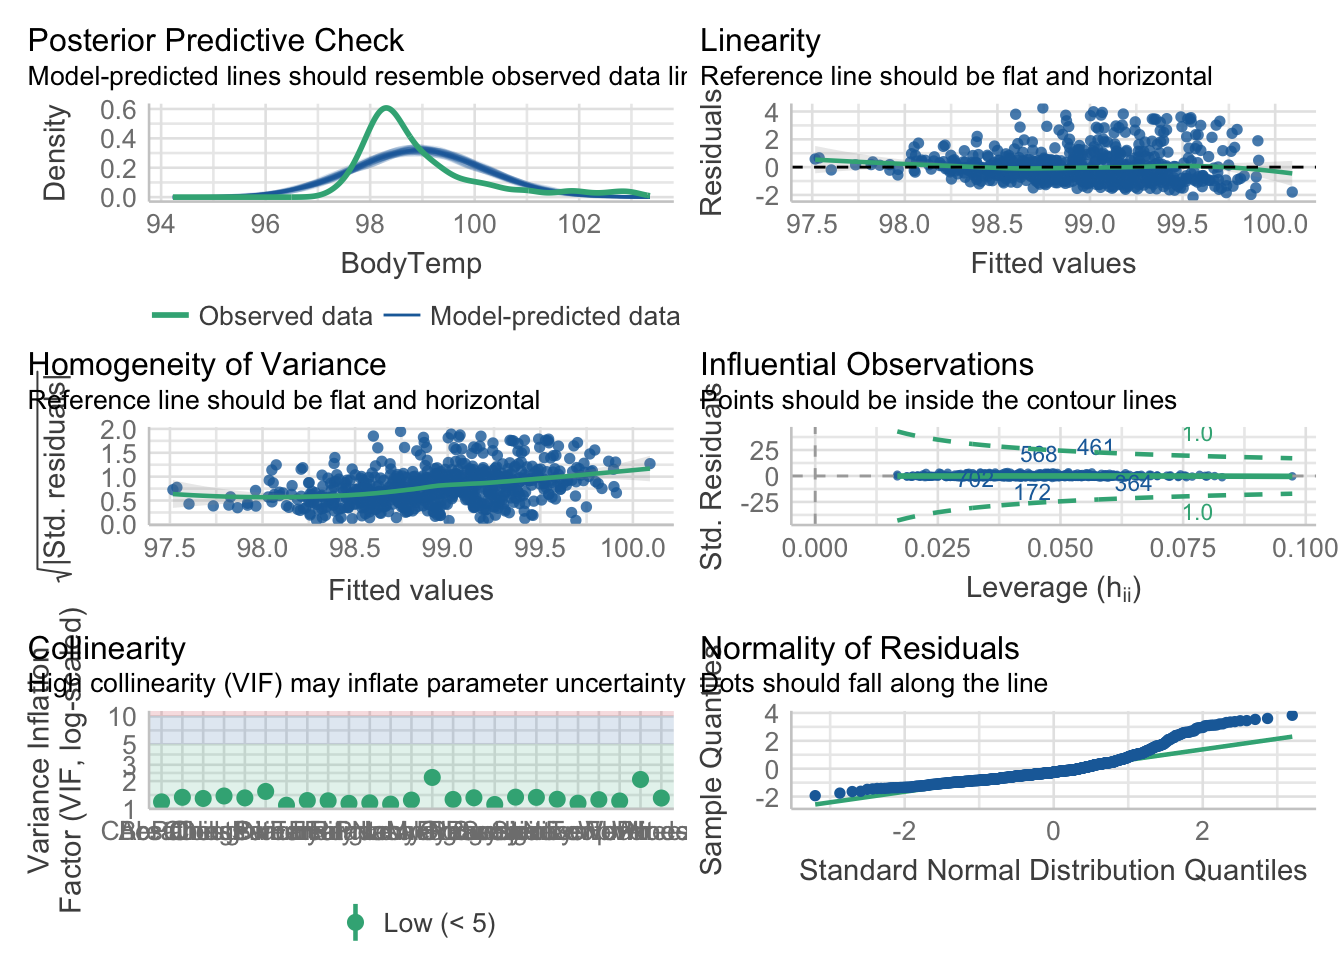 Posterior Predictive Check
Model-predicted lines should resemble observed data lin
Density
0.6
0.4
0.2
0.0
94 96 98 100 102
BodyTemp
Observed data Model-predicted data
Linearity
Reference line should be flat and horizontal
Residuals
4
2
0
-2
97.5 98.0 98.5 99.0 99.5 100.0
Fitted values
Homogeneity of Variance
Reference line should be flat and horizontal
√|Std. residuals|
2.0
1.5
1.0
0.5
0.0
97.5 98.0 98.5 99.0 99.5 100.0
Fitted values
Influential Observations
Points should be inside the contour lines
Std. Residuals
25
0
-25
1.0
568 461
702 172 364
1.0
0.000 0.025 0.050 0.075 0.100
Leverage (hii)
Collinearity
High collinearity (VIF) may inflate parameter uncertainty
Variance Inflation
Factor (VIF, log-scaled)
10
5
3
2
1
Low (< 5)
Normality of Residuals
Dots should fall along the line
Sample Quantiles
4
2
0
-2
-2 0 2
Standard Normal Distribution Quantiles